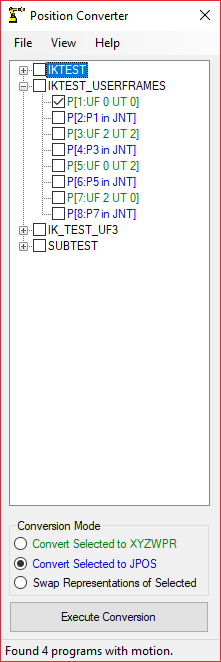 Position Converter
File View Help
IKTEST
IKTEST_USERFRAMES
P[1:UF 0 UT 0]
P[2:P1 in JNT]
P[3:UF 2 UT 2]
P[4:P3 in JNT]
P[5:UF 0 UT 2]
P[6:P5 in JNT]
P[7:UF 2 UT 0]
P[8:P7 in JNT]
IK_TEST_UF3
SUBTEST
Conversion Mode
Convert Selected to XYZWPR
Convert Selected to JPOS
Swap Representations of Selected
Execute Conversion
Found 4 programs with motion.